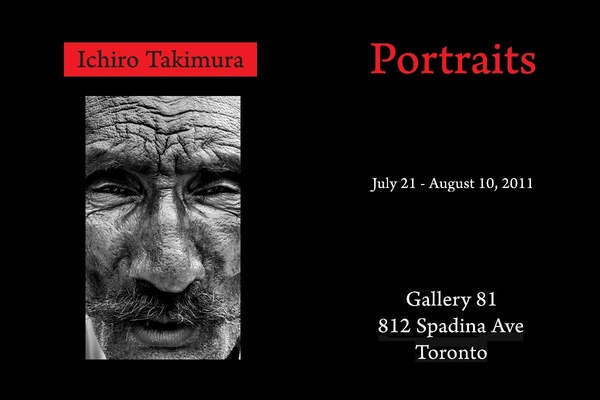 Ichiro Takimura
Portraits
July 21 - August 10, 2011
Gallery 81
812 Spadina Ave
Toronto